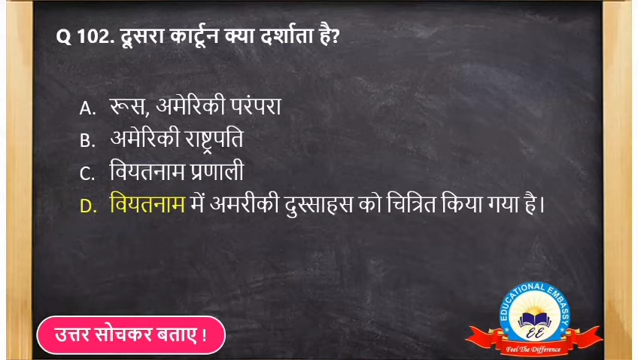 Q 102. दूसरा कार्टून क्या दर्शाता है?
A. रूस, अमेरिकी परंपरा
B. अमेरिकी राष्ट्रपति
C. वियतनाम प्रणाली
D. वियतनाम में अमरीकी दुस्साहस को चित्रित किया गया है।
उत्तर सोचकर बताए !
EDUCATIONAL EMBASSY
EE
Feel The Difference